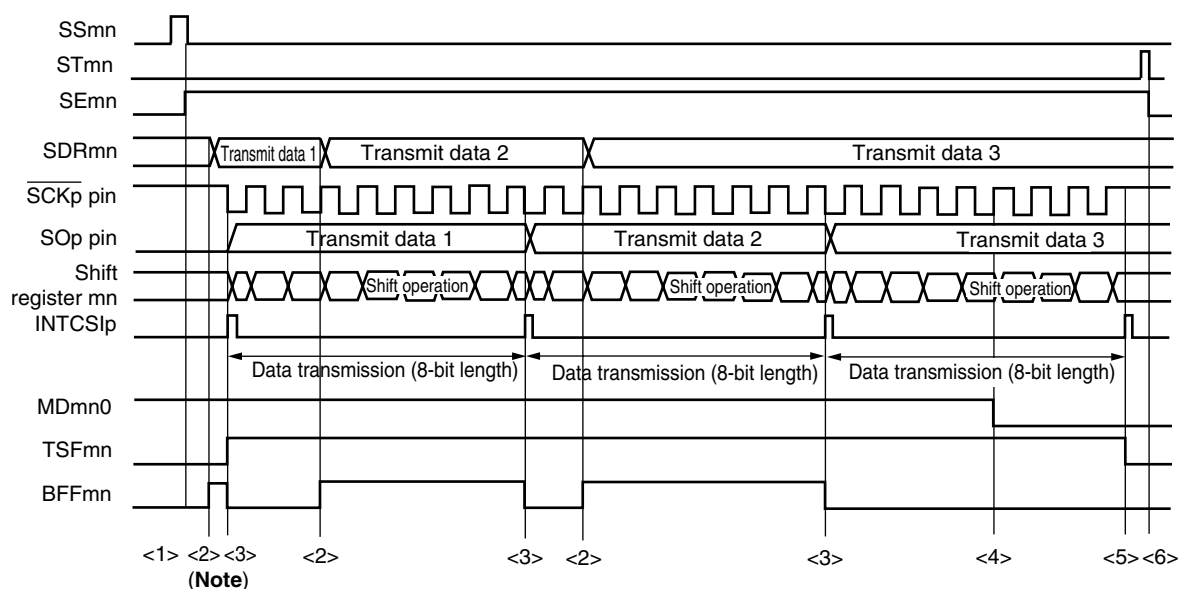 SSmn
STmn
SEmn
SDRmn Transmit data 1 Transmit data 2 Transmit data 3
SCKp pin
SOp pin Transmit data 1 Transmit data 2 Transmit data 3
Shift
register mn Shift operation Shift operation Shift operation
INTCSIp
Data transmission (8-bit length) Data transmission (8-bit length) Data transmission (8-bit length)
MDmn0
TSFmn
BFFmn
<1> <2> <3> <2> <3> <2> <3> <4> <5> <6>
(Note)